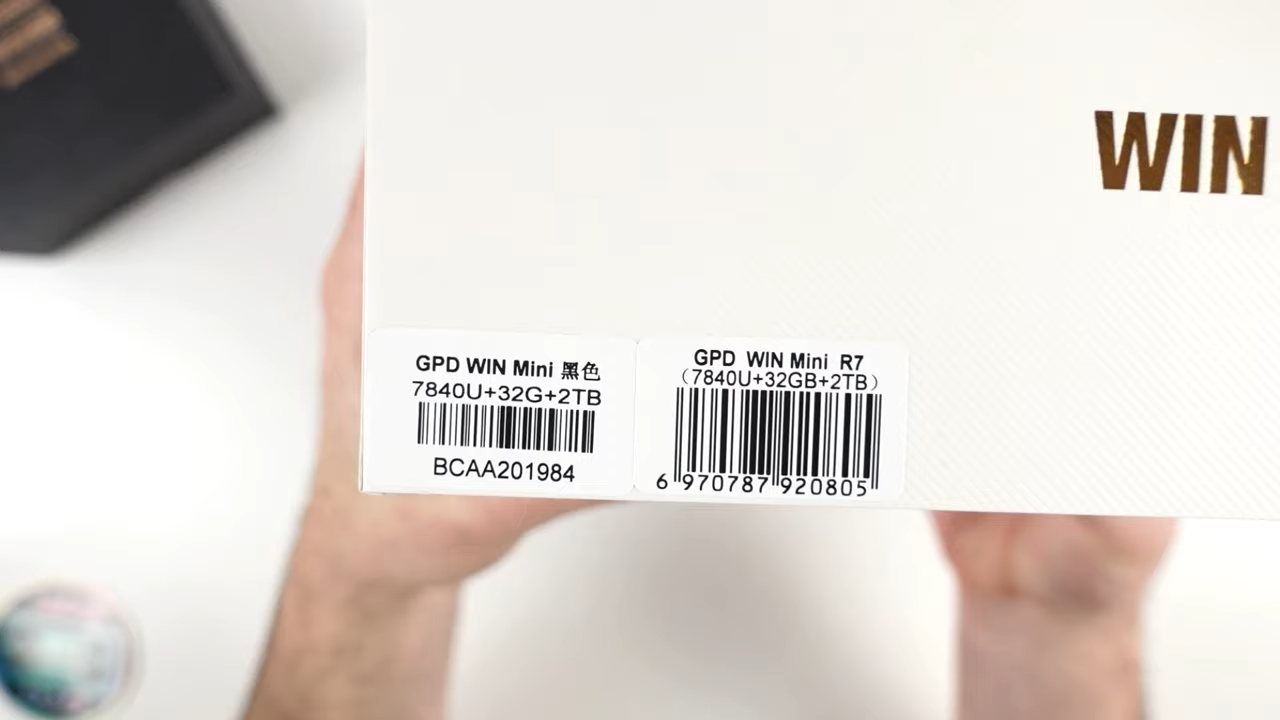 WIN
GPD WIN Mini 黑色
7840U+32G+2TB
BCAA201984
GPD WIN Mini R7
（7840U+32GB+2TB）
6 970787 920805